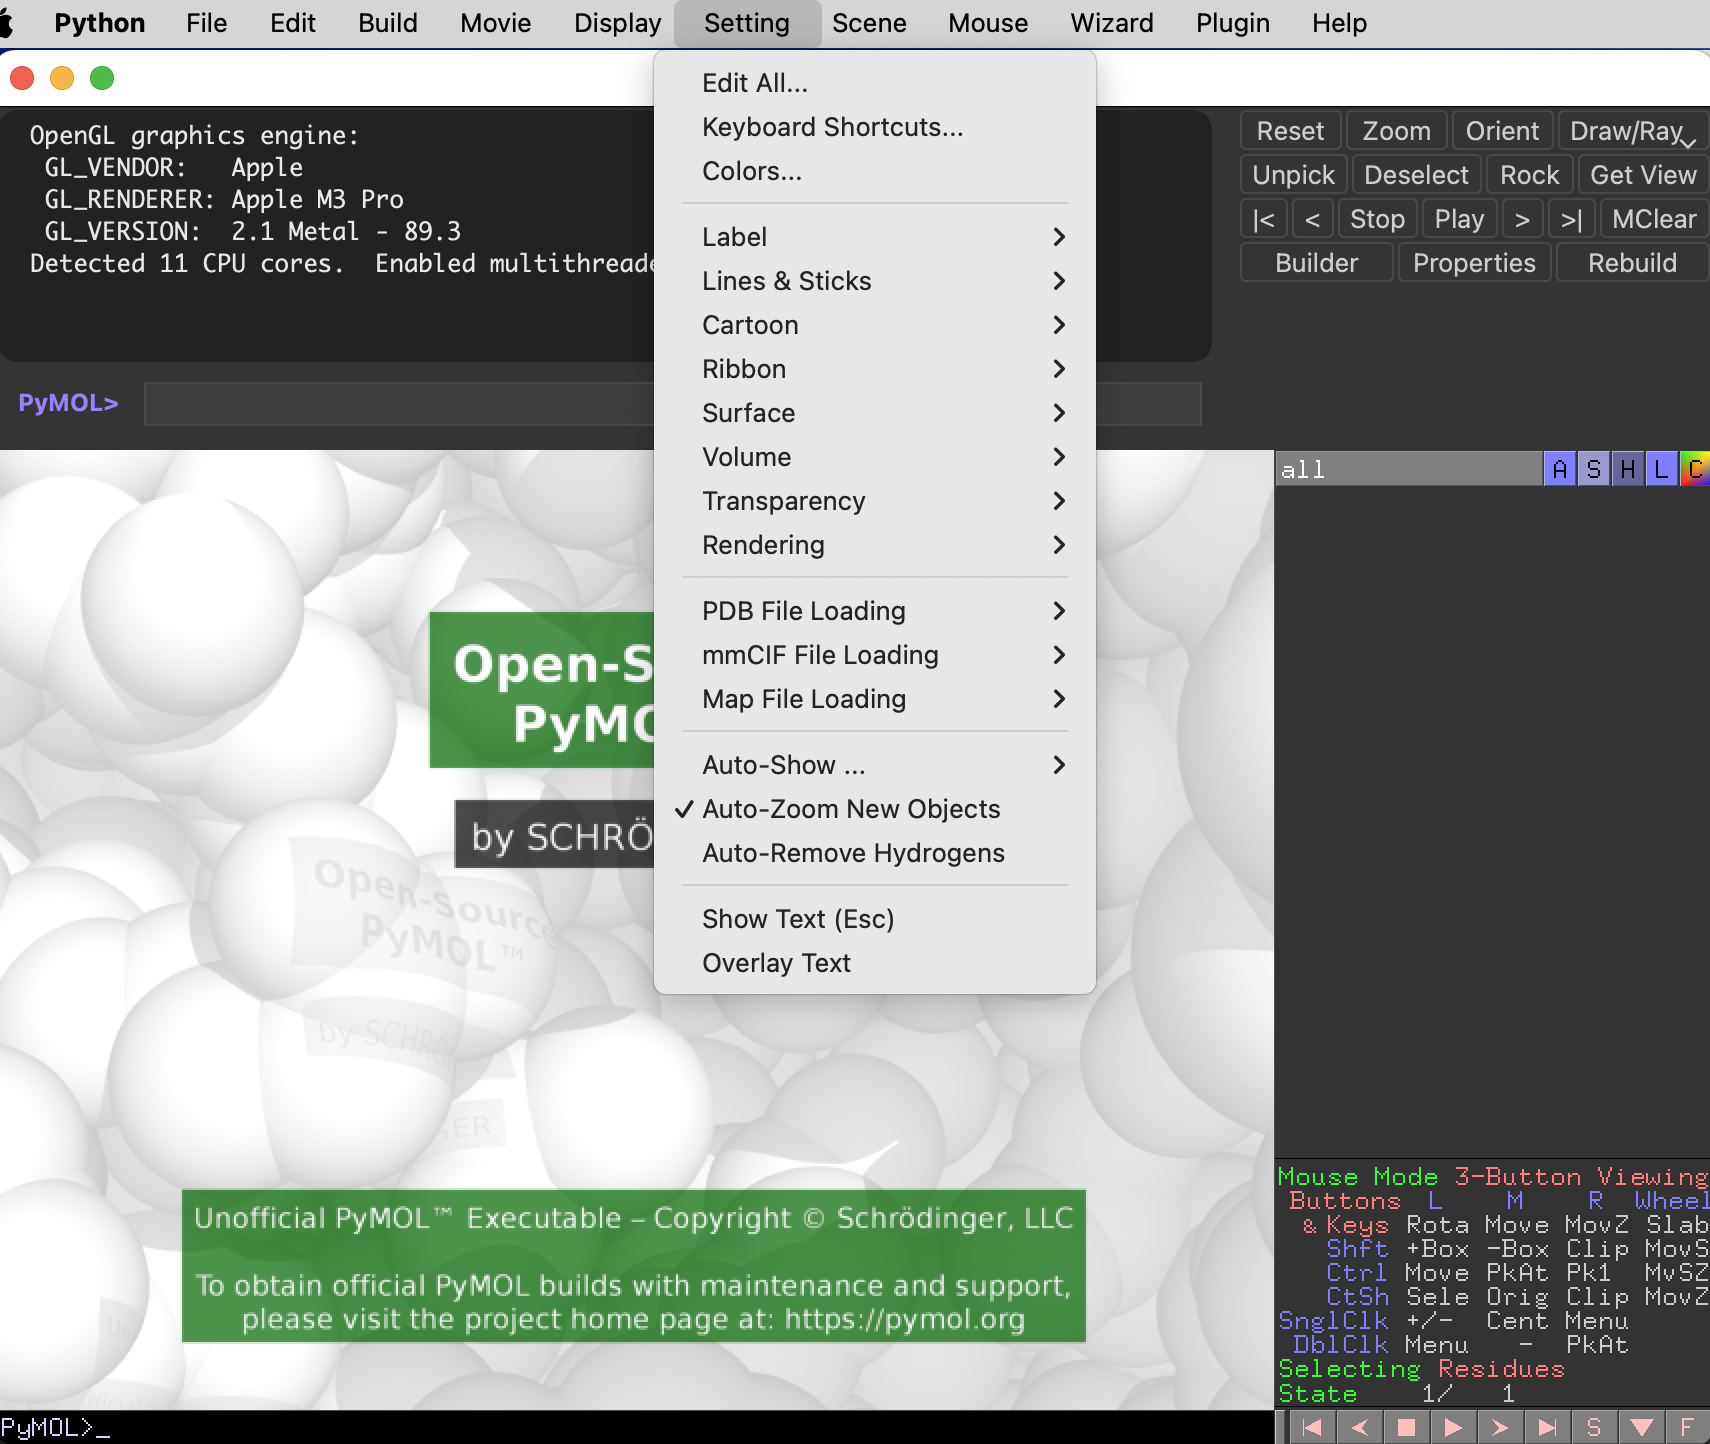 Python File Edit Build Movie Display Setting Scene Mouse Wizard Plugin Help
Edit All...
Keyboard Shortcuts...
Colors...
Label
Lines & Sticks
Cartoon
Ribbon
Surface
Volume
Transparency
Rendering
PDB File Loading
mmCIF File Loading
Map File Loading
Auto-Show ...
✓ Auto-Zoom New Objects
Auto-Remove Hydrogens
Show Text (Esc)
Overlay Text
OpenGL graphics engine:
GL_VENDOR: Apple
GL_RENDERER: Apple M3 Pro
GL_VERSION: 2.1 Metal - 89.3
Detected 11 CPU cores. Enabled multithreade
PyMOL>
Reset Zoom Orient Draw/Ray
Unpick Deselect Rock Get View
|< < Stop Play > >| MClear
Builder Properties Rebuild
all A S H L C
Open-S
PyMO
by SCHRÖ
Open-Source
PyMOL™
by SCHRÖ
GER
Unofficial PyMOL™ Executable – Copyright © Schrödinger, LLC
To obtain official PyMOL builds with maintenance and support,
please visit the project home page at: https://pymol.org
Mouse Mode 3-Button Viewing
Buttons L M R Wheel
& Keys Rota Move MovZ Slab
Shft +Box -Box Clip MovS
Ctrl Move PkAt Pk1 MvSZ
CtSh Sele Orig Clip MovZ
SnglClk +/- Cent Menu
DblClk Menu - PkAt
Selecting Residues
State 1/ 1
PyMOL>_
S F